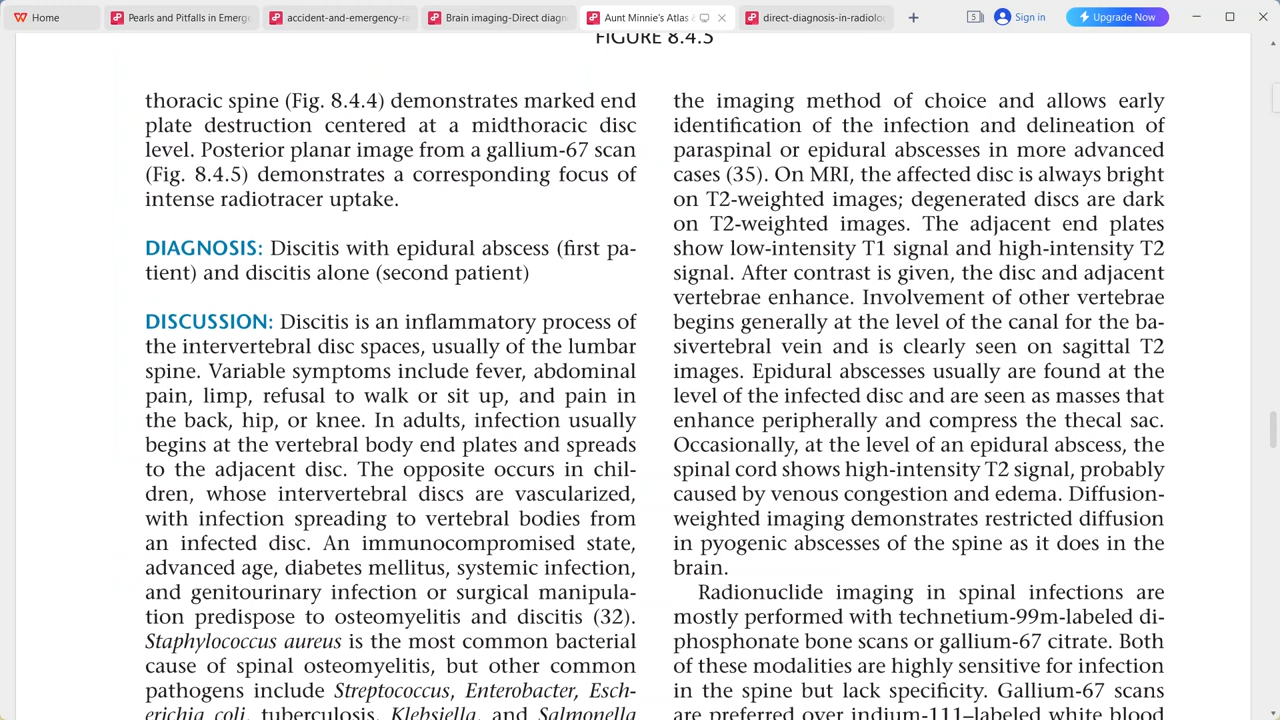 Home
Pearls and Pitfalls in Emerge
accident-and-emergency-ra
Brain imaging-Direct diagn
Aunt Minnie's Atlas
direct-diagnosis-in-radiolo
5
Sign in
Upgrade Now
FIGURE 8.4.5
thoracic spine (Fig. 8.4.4) demonstrates marked end
plate destruction centered at a midthoracic disc
level. Posterior planar image from a gallium-67 scan
(Fig. 8.4.5) demonstrates a corresponding focus of
intense radiotracer uptake.
DIAGNOSIS: Discitis with epidural abscess (first pa-
tient) and discitis alone (second patient)
DISCUSSION: Discitis is an inflammatory process of
the intervertebral disc spaces, usually of the lumbar
spine. Variable symptoms include fever, abdominal
pain, limp, refusal to walk or sit up, and pain in
the back, hip, or knee. In adults, infection usually
begins at the vertebral body end plates and spreads
to the adjacent disc. The opposite occurs in chil-
dren, whose intervertebral discs are vascularized,
with infection spreading to vertebral bodies from
an infected disc. An immunocompromised state,
advanced age, diabetes mellitus, systemic infection,
and genitourinary infection or surgical manipula-
tion predispose to osteomyelitis and discitis (32).
Staphylococcus aureus is the most common bacterial
cause of spinal osteomyelitis, but other common
pathogens include Streptococcus, Enterobacter, Esch-
erichia coli, tuberculosis, Klebsiella, and Salmonella
the imaging method of choice and allows early
identification of the infection and delineation of
paraspinal or epidural abscesses in more advanced
cases (35). On MRI, the affected disc is always bright
on T2-weighted images; degenerated discs are dark
on T2-weighted images. The adjacent end plates
show low-intensity T1 signal and high-intensity T2
signal. After contrast is given, the disc and adjacent
vertebrae enhance. Involvement of other vertebrae
begins generally at the level of the canal for the ba-
sivertebral vein and is clearly seen on sagittal T2
images. Epidural abscesses usually are found at the
level of the infected disc and are seen as masses that
enhance peripherally and compress the thecal sac.
Occasionally, at the level of an epidural abscess, the
spinal cord shows high-intensity T2 signal, probably
caused by venous congestion and edema. Diffusion-
weighted imaging demonstrates restricted diffusion
in pyogenic abscesses of the spine as it does in the
brain.
Radionuclide imaging in spinal infections are
mostly performed with technetium-99m-labeled di-
phosphonate bone scans or gallium-67 citrate. Both
of these modalities are highly sensitive for infection
in the spine but lack specificity. Gallium-67 scans
are preferred over indium-111–labeled white blood